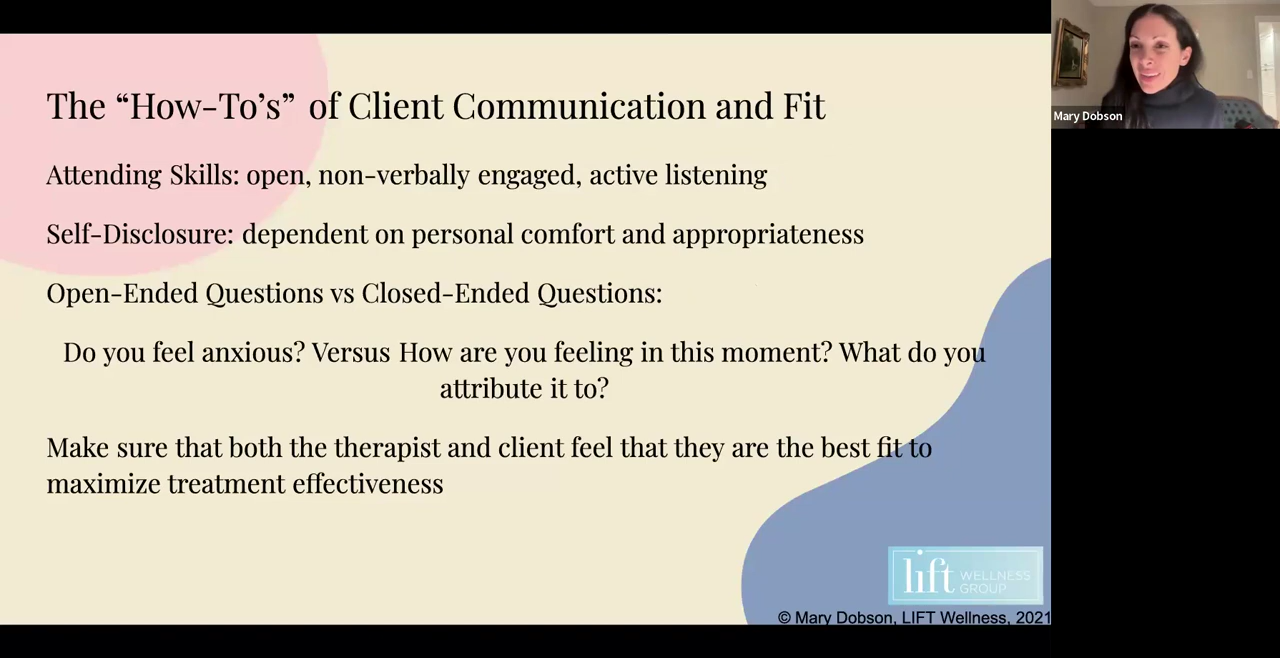 The “How-To’s” of Client Communication and Fit
Attending Skills: open, non-verbally engaged, active listening
Self-Disclosure: dependent on personal comfort and appropriateness
Open-Ended Questions vs Closed-Ended Questions:
Do you feel anxious? Versus How are you feeling in this moment? What do you
attribute it to?
Make sure that both the therapist and client feel that they are the best fit to
maximize treatment effectiveness
lift WELLNESS
GROUP
© Mary Dobson, LIFT Wellness, 2021
Mary Dobson